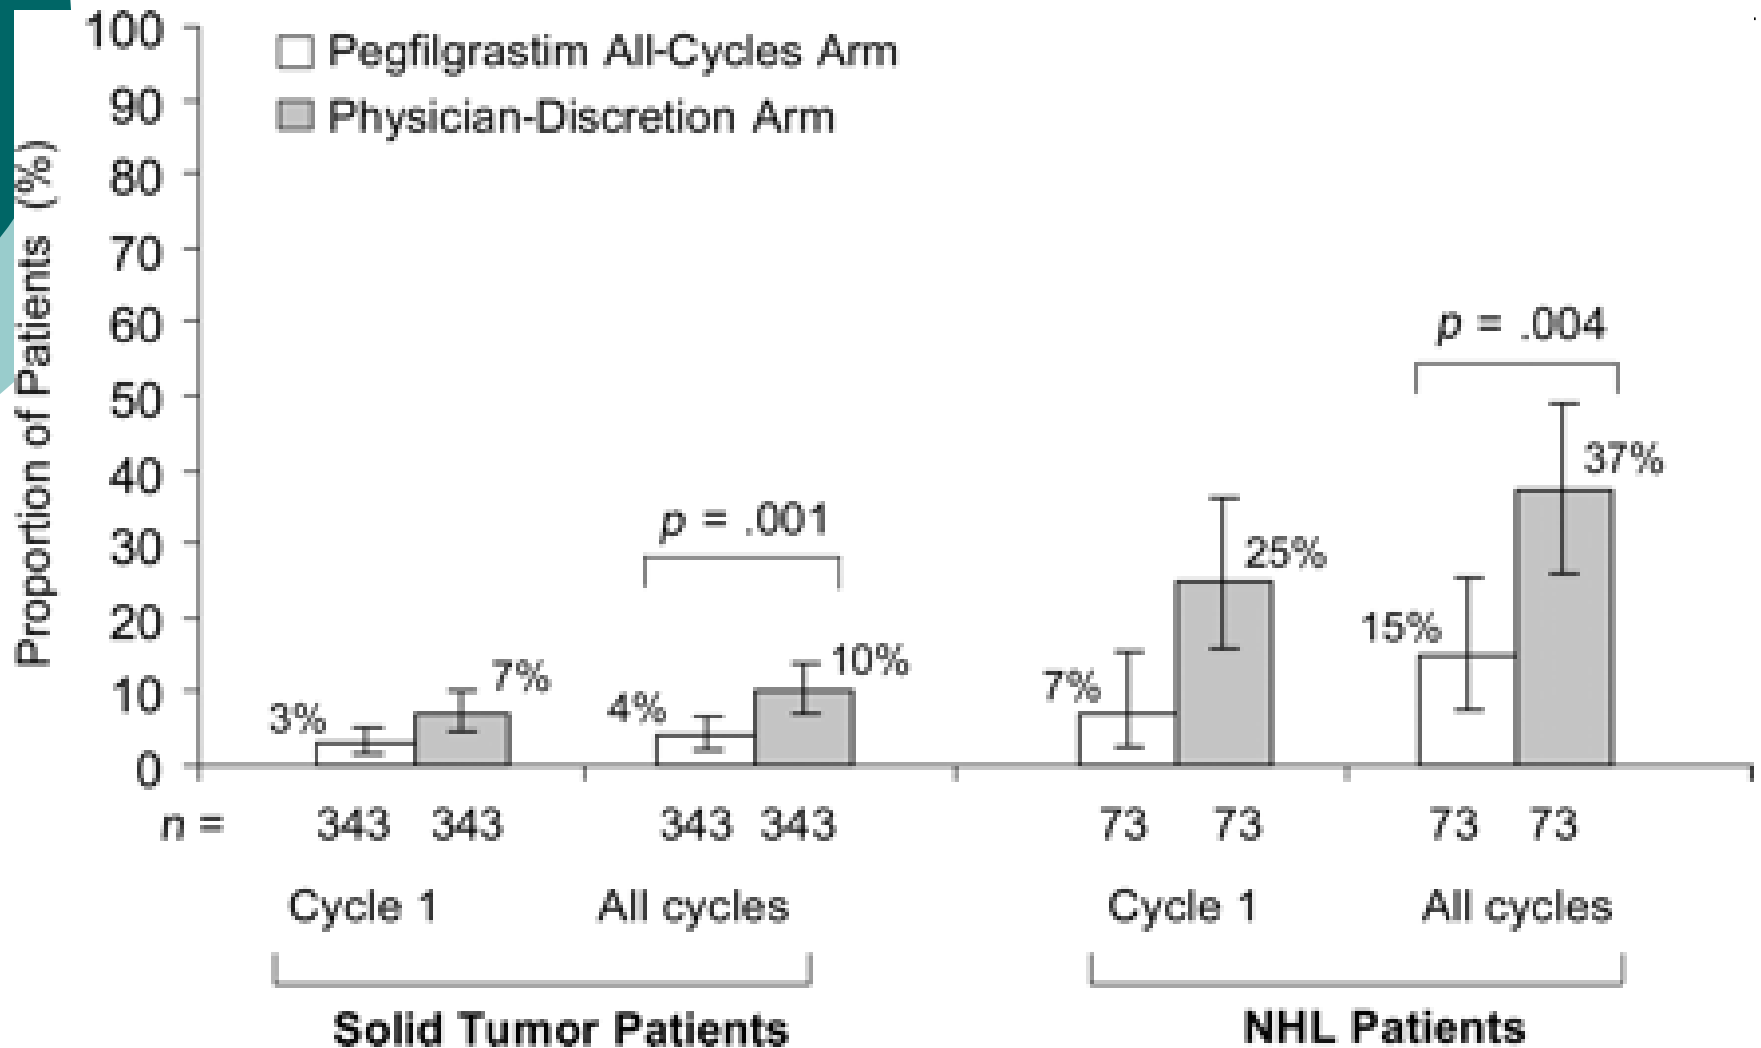 Proportion of Patients (%)
100
90
80
70
60
50
40
30
20
10
0
Pegfilgrastim All-Cycles Arm
Physician-Discretion Arm
3%
7%
4%
10%
p = .001
7%
25%
15%
37%
p = .004
n = 343 343 343 343 73 73 73 73
Cycle 1 All cycles Cycle 1 All cycles
Solid Tumor Patients NHL Patients